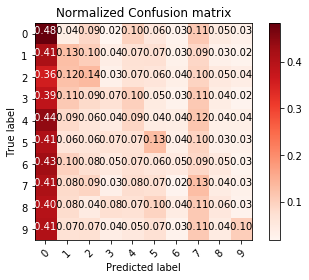 Normalized Confusion matrix
0 0.48 0.04 0.09 0.02 0.10 0.06 0.03 0.11 0.05 0.03
1 0.41 0.13 0.10 0.04 0.07 0.07 0.03 0.09 0.03 0.02
2 0.36 0.12 0.14 0.03 0.07 0.06 0.04 0.10 0.05 0.04
3 0.39 0.11 0.09 0.07 0.10 0.05 0.03 0.11 0.04 0.02
4 0.44 0.09 0.06 0.04 0.09 0.04 0.04 0.12 0.04 0.04
5 0.41 0.06 0.06 0.07 0.07 0.13 0.04 0.10 0.03 0.03
6 0.43 0.10 0.08 0.05 0.07 0.06 0.05 0.09 0.05 0.03
7 0.41 0.08 0.09 0.03 0.08 0.07 0.02 0.13 0.04 0.03
8 0.40 0.08 0.04 0.08 0.07 0.10 0.04 0.11 0.06 0.03
9 0.41 0.07 0.07 0.04 0.05 0.07 0.03 0.11 0.04 0.10
0 1 2 3 4 5 6 7 8 9
True label
Predicted label
0.4
0.3
0.2
0.1